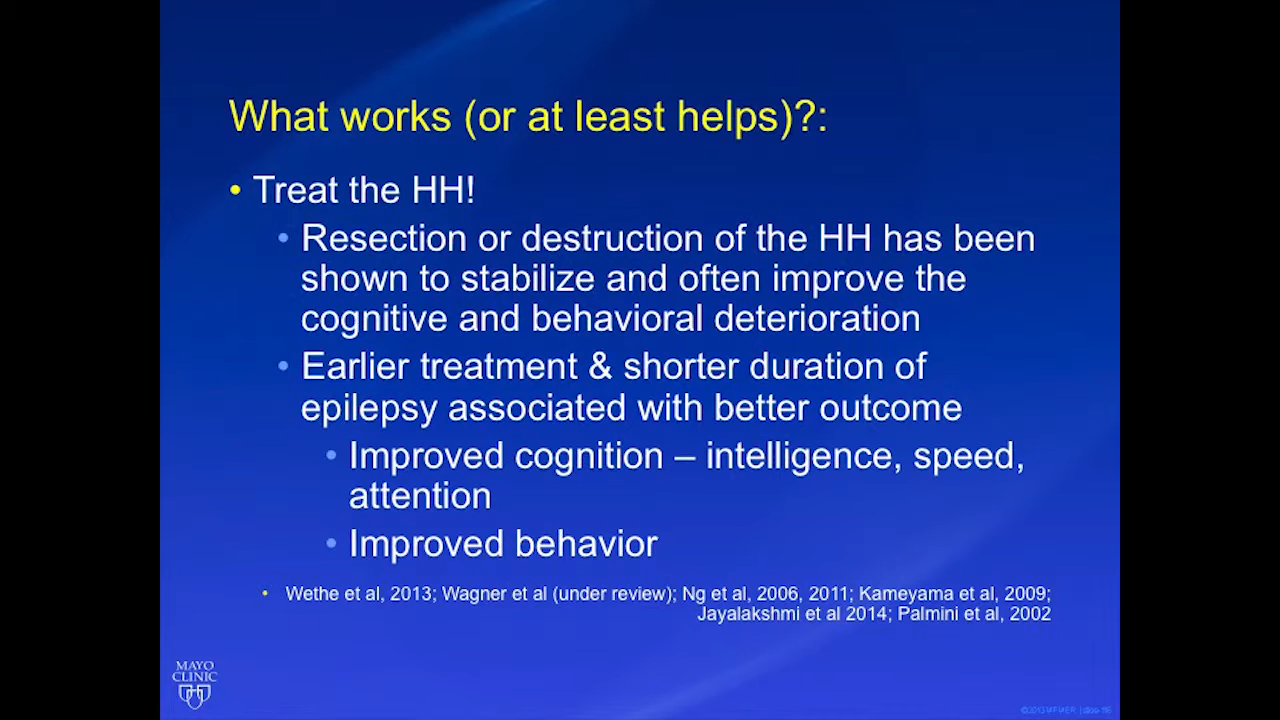 What works (or at least helps)?:
• Treat the HH!
• Resection or destruction of the HH has been
shown to stabilize and often improve the
cognitive and behavioral deterioration
• Earlier treatment & shorter duration of
epilepsy associated with better outcome
• Improved cognition – intelligence, speed,
attention
• Improved behavior
• Wethe et al, 2013; Wagner et al (under review); Ng et al, 2006, 2011; Kameyama et al, 2009;
Jayalakshmi et al 2014; Palmini et al, 2002
MAYO
CLINIC
©2013 MFMER | slide-